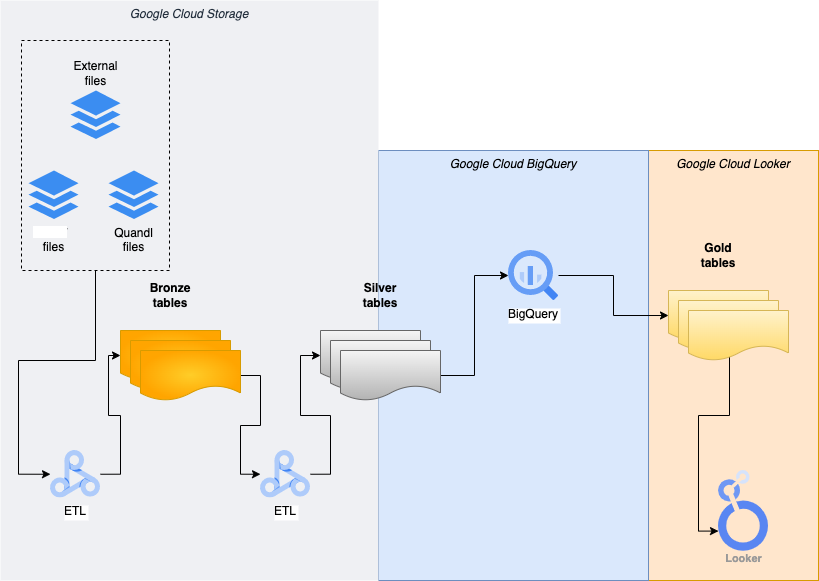 Google Cloud Storage
External
files
files
Quandl
files
Bronze
tables
ETL
ETL
Silver
tables
Google Cloud BigQuery
BigQuery
Google Cloud Looker
Gold
tables
Looker